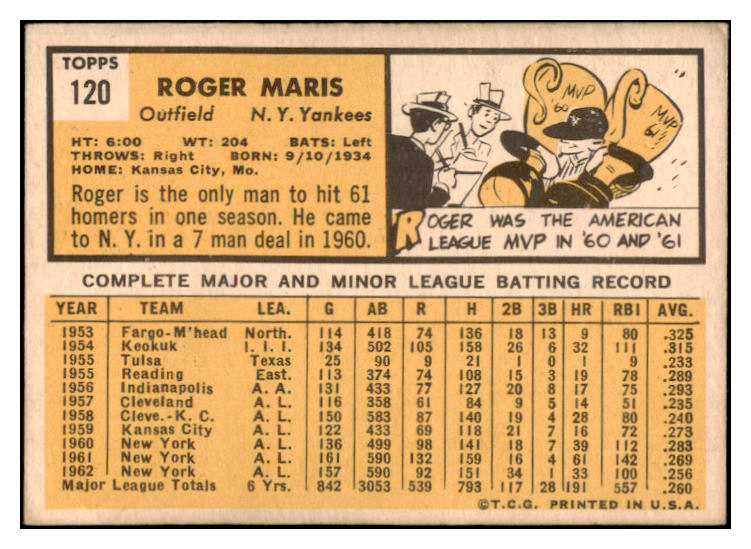 TOPPS
120
ROGER MARIS
Outfield N. Y. Yankees
HT: 6:00 WT: 204 BATS: Left
THROWS: Right BORN: 9/10/1934
HOME: Kansas City, Mo.
Roger is the only man to hit 61
homers in one season. He came
to N. Y. in a 7 man deal in 1960.
MVP '60
MVP 61
ROGER WAS THE AMERICAN
LEAGUE MVP IN '60 AND '61
COMPLETE MAJOR AND MINOR LEAGUE BATTING RECORD
YEAR TEAM LEA. G AB R H 2B 3B HR RBI AVG.
1953 Fargo-M'head North. 114 418 74 136 18 13 9 80 .325
1954 Keokuk I. I. I. 134 502 105 158 26 6 32 111 .315
1955 Tulsa Texas 25 90 9 21 1 0 1 9 .233
1955 Reading East. 113 374 74 108 15 3 19 78 .289
1956 Indianapolis A. A. 131 433 77 127 20 8 17 75 .293
1957 Cleveland A. L. 116 358 61 84 9 5 14 51 .235
1958 Cleve.-K. C. A. L. 150 583 87 140 19 4 28 80 .240
1959 Kansas City A. L. 122 433 69 118 21 7 16 72 .273
1960 New York A. L. 136 499 98 141 18 7 39 112 .283
1961 New York A. L. 161 590 132 159 16 4 61 142 .269
1962 New York A. L. 157 590 92 151 34 1 33 100 .256
Major League Totals 6 Yrs. 842 3053 539 793 117 28 191 557 .260
©T.C.G. PRINTED IN U.S.A.